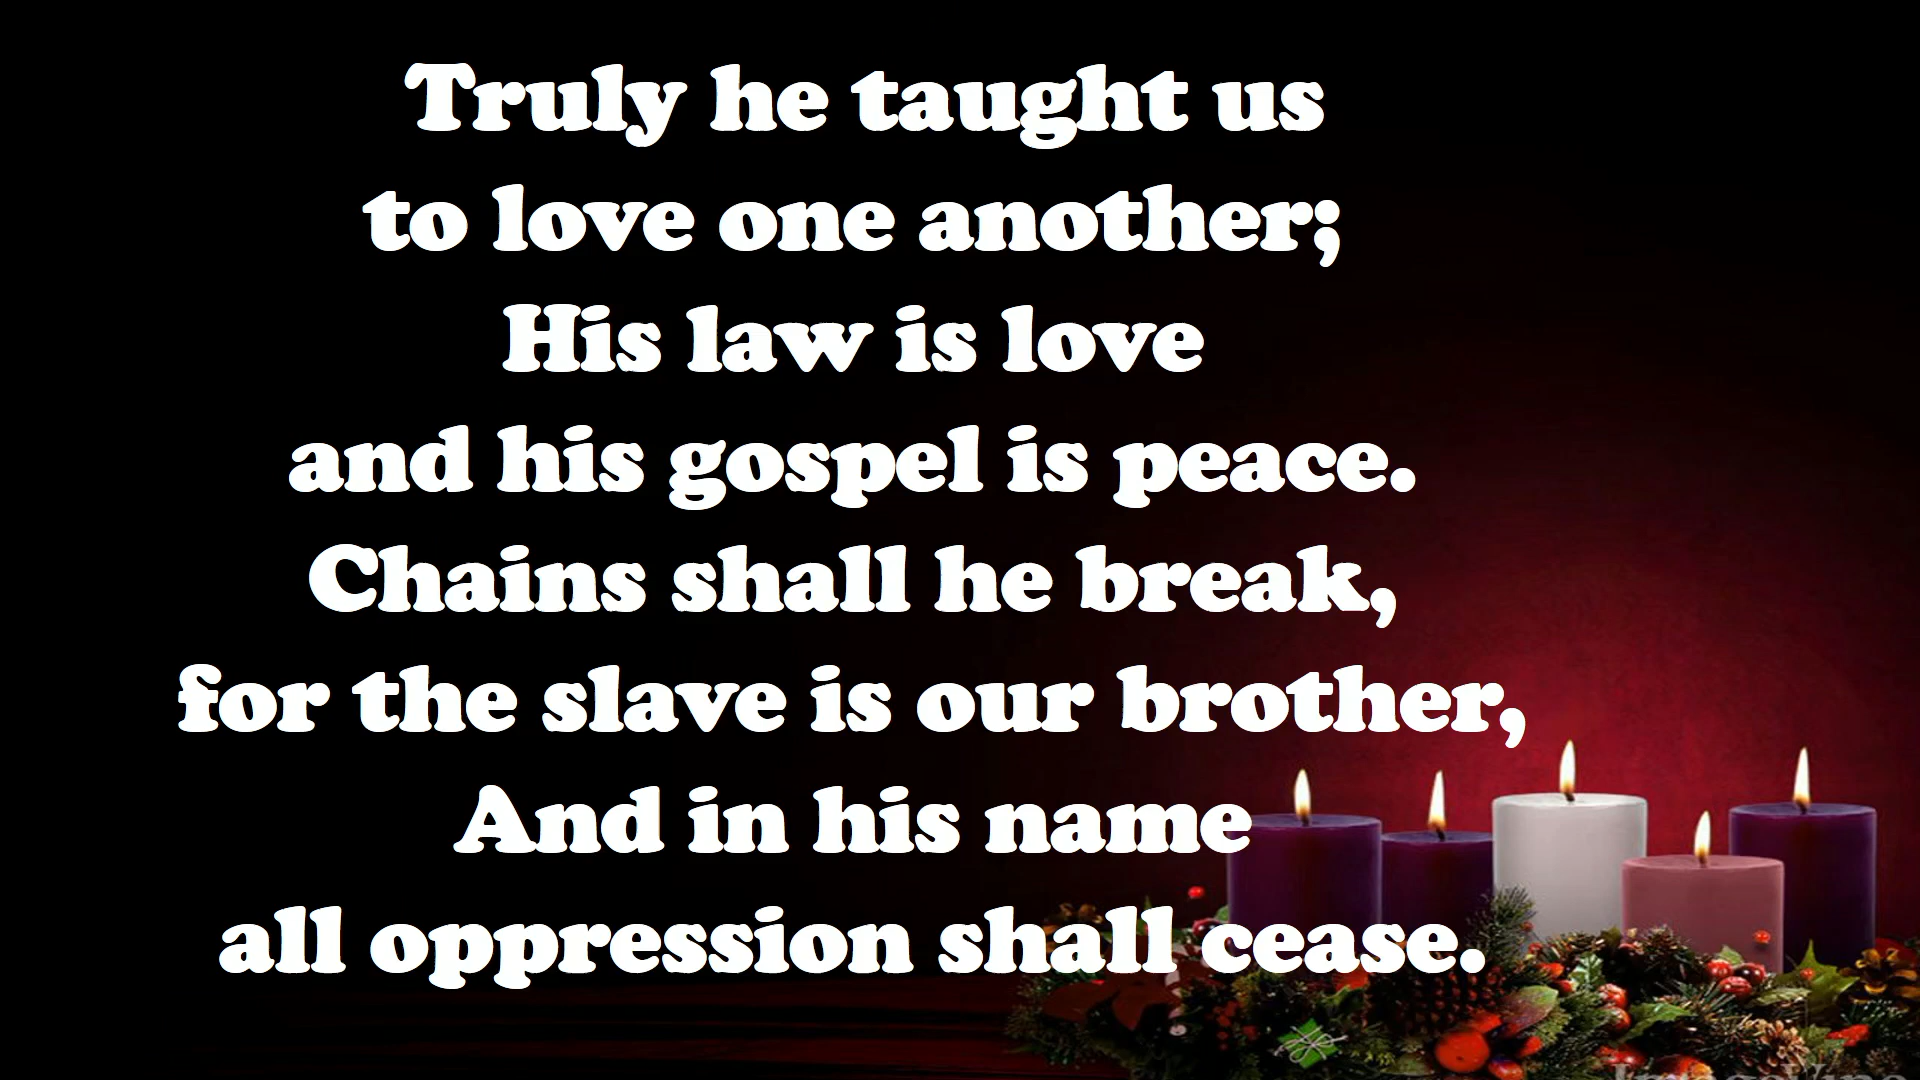 Truly he taught us
to love one another;
His law is love
and his gospel is peace.
Chains shall he break,
for the slave is our brother,
And in his name
all oppression shall cease.